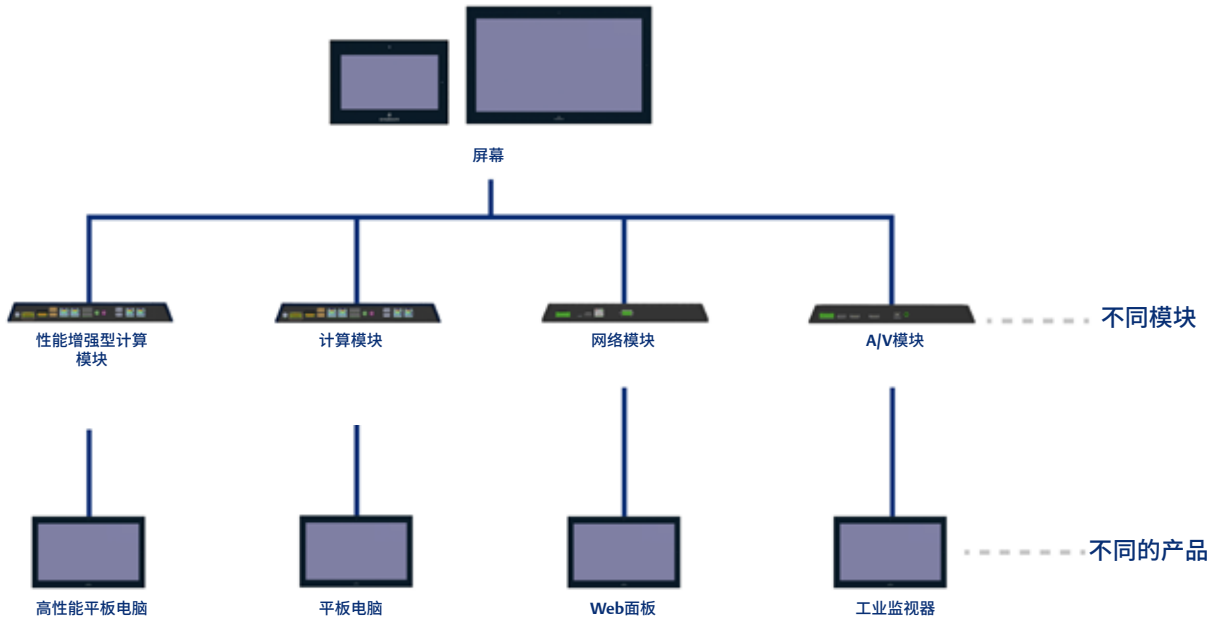 屏幕
性能增强型计算
模块
计算模块
网络模块
A/V模块
不同模块
高性能平板电脑
平板电脑
Web面板
工业监视器
不同的产品